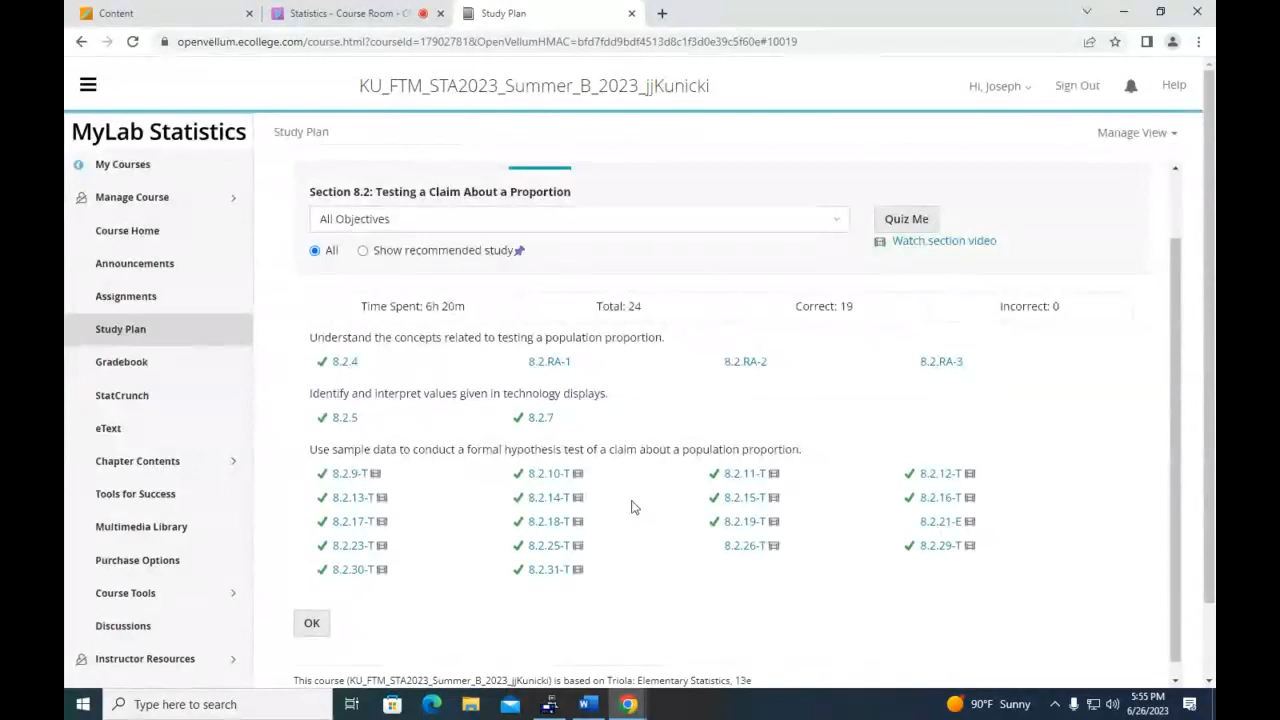 Content
Statistics - Course Room - Cl
Study Plan
openvellum.ecollege.com/course.html?courseId=17902781&OpenVellumHMAC=bfd7fdd9bdf4513d8c1f3d0e39c5f60e#10019
KU_FTM_STA2023_Summer_B_2023_jjKunicki
Hi, Joseph
Sign Out
Help
MyLab Statistics
Study Plan
Manage View
My Courses
Manage Course
Course Home
Announcements
Assignments
Study Plan
Gradebook
StatCrunch
eText
Chapter Contents
Tools for Success
Multimedia Library
Purchase Options
Course Tools
Discussions
Instructor Resources
Section 8.2: Testing a Claim About a Proportion
All Objectives
Quiz Me
All
Show recommended study
Watch section video
Time Spent: 6h 20m Total: 24 Correct: 19 Incorrect: 0
Understand the concepts related to testing a population proportion.
8.2.4 8.2.RA-1 8.2.RA-2 8.2.RA-3
Identify and interpret values given in technology displays.
8.2.5 8.2.7
Use sample data to conduct a formal hypothesis test of a claim about a population proportion.
8.2.9-T 8.2.10-T 8.2.11-T 8.2.12-T
8.2.13-T 8.2.14-T 8.2.15-T 8.2.16-T
8.2.17-T 8.2.18-T 8.2.19-T 8.2.21-E
8.2.23-T 8.2.25-T 8.2.26-T 8.2.29-T
8.2.30-T 8.2.31-T
OK
This course (KU_FTM_STA2023_Summer_B_2023_jjKunicki) is based on Triola: Elementary Statistics, 13e
Type here to search
90°F Sunny
5:55 PM
6/26/2023